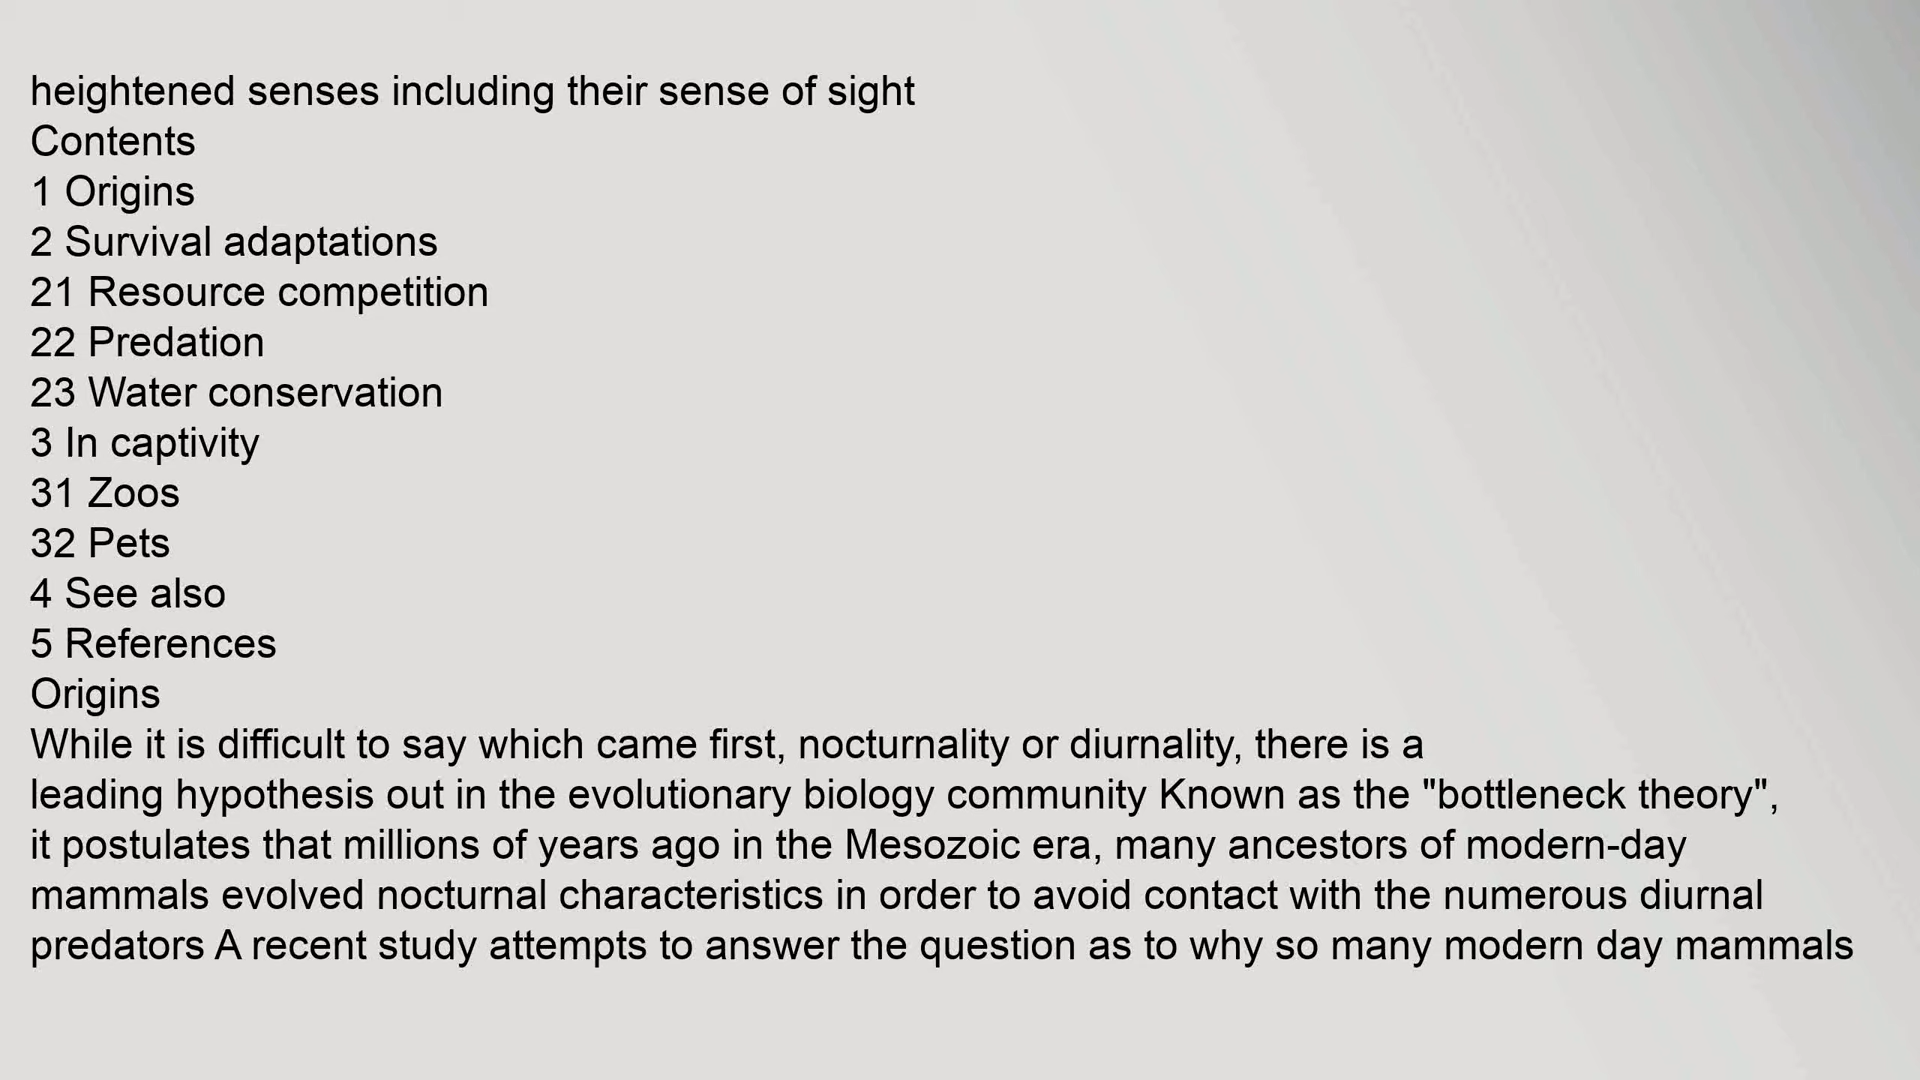 heightened senses including their sense of sight
Contents
1 Origins
2 Survival adaptations
21 Resource competition
22 Predation
23 Water conservation
3 In captivity
31 Zoos
32 Pets
4 See also
5 References
Origins
While it is difficult to say which came first, nocturnality or diurnality, there is a
leading hypothesis out in the evolutionary biology community Known as the "bottleneck theory",
it postulates that millions of years ago in the Mesozoic era, many ancestors of modern-day
mammals evolved nocturnal characteristics in order to avoid contact with the numerous diurnal
predators A recent study attempts to answer the question as to why so many modern day mammals